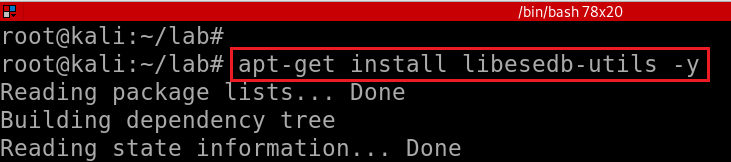 /bin/bash 78x20
root@kali:~/lab#
root@kali:~/lab# apt-get install libesedb-utils -y
Reading package lists... Done
Building dependency tree
Reading state information... Done